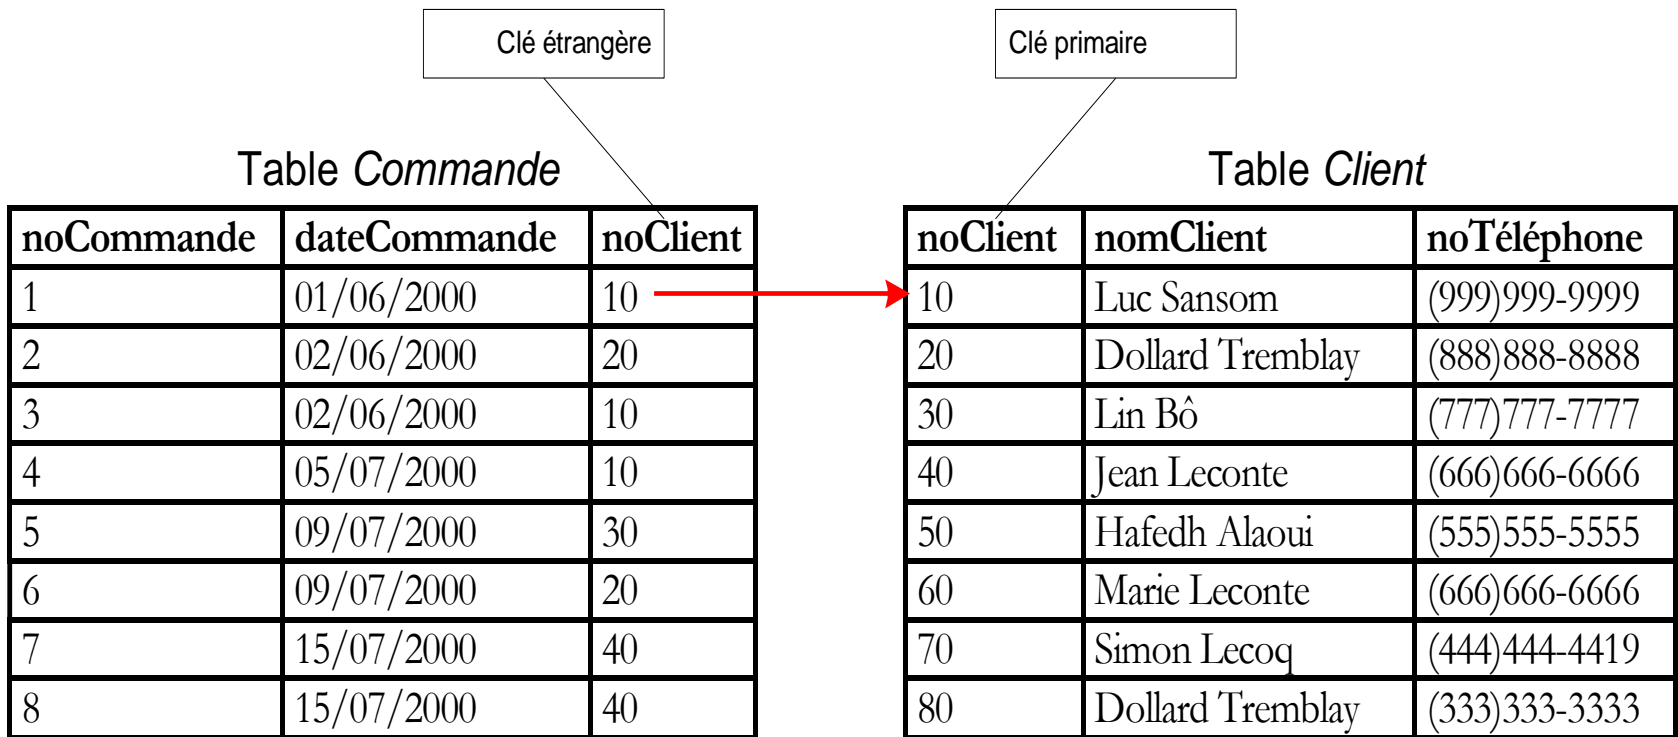 Clé étrangère
Clé primaire
Table Commande
noCommande dateCommande noClient
1 01/06/2000 10
2 02/06/2000 20
3 02/06/2000 10
4 05/07/2000 10
5 09/07/2000 30
6 09/07/2000 20
7 15/07/2000 40
8 15/07/2000 40
Table Client
noClient nomClient noTéléphone
10 Luc Sansom (999)999-9999
20 Dollard Tremblay (888)888-8888
30 Lin Bô (777)777-7777
40 Jean Leconte (666)666-6666
50 Hafedh Alaoui (555)555-5555
60 Marie Leconte (666)666-6666
70 Simon Lecoq (444)444-4419
80 Dollard Tremblay (333)333-3333